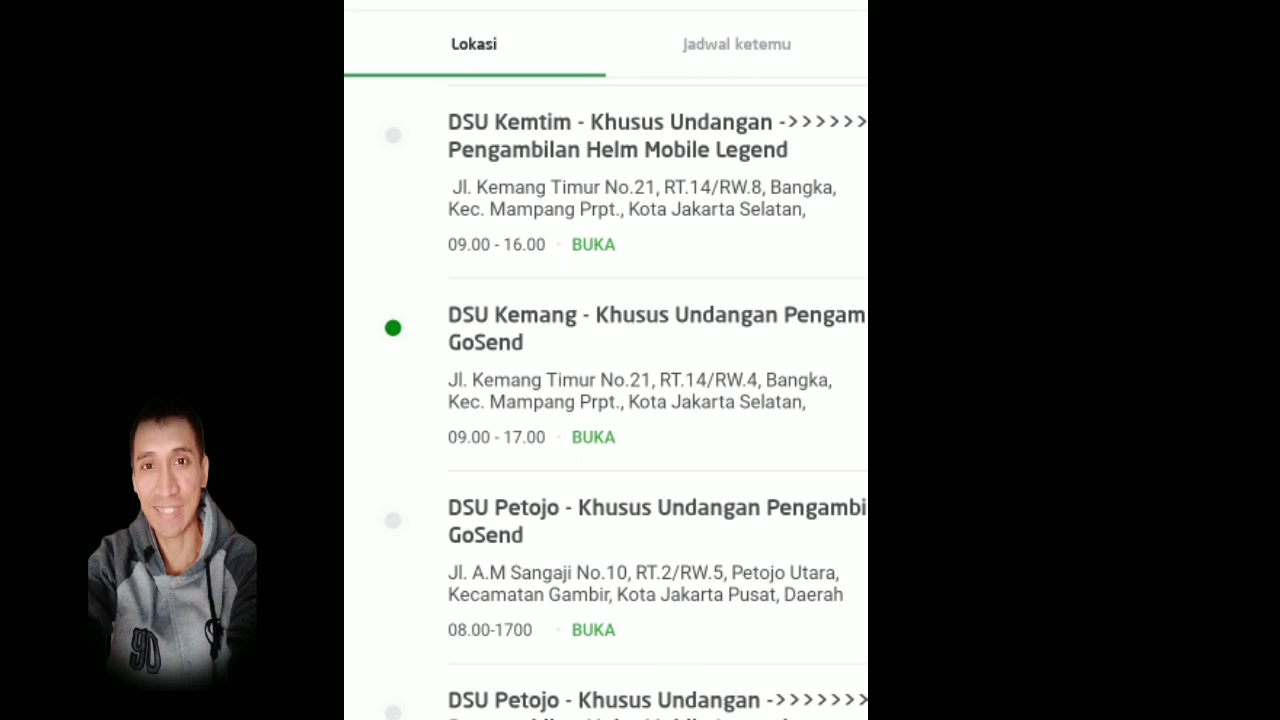 Lokasi
Jadwal ketemu
DSU Kemtim - Khusus Undangan ->>>>>>
Pengambilan Helm Mobile Legend
Jl. Kemang Timur No.21, RT.14/RW.8, Bangka,
Kec. Mampang Prpt., Kota Jakarta Selatan,
09.00 - 16.00 BUKA
DSU Kemang - Khusus Undangan Pengam
GoSend
Jl. Kemang Timur No.21, RT.14/RW.4, Bangka,
Kec. Mampang Prpt., Kota Jakarta Selatan,
09.00 - 17.00 BUKA
DSU Petojo - Khusus Undangan Pengambi
GoSend
Jl. A.M Sangaji No.10, RT.2/RW.5, Petojo Utara,
Kecamatan Gambir, Kota Jakarta Pusat, Daerah
08.00-1700 BUKA
DSU Petojo - Khusus Undangan ->>>>>>>
90